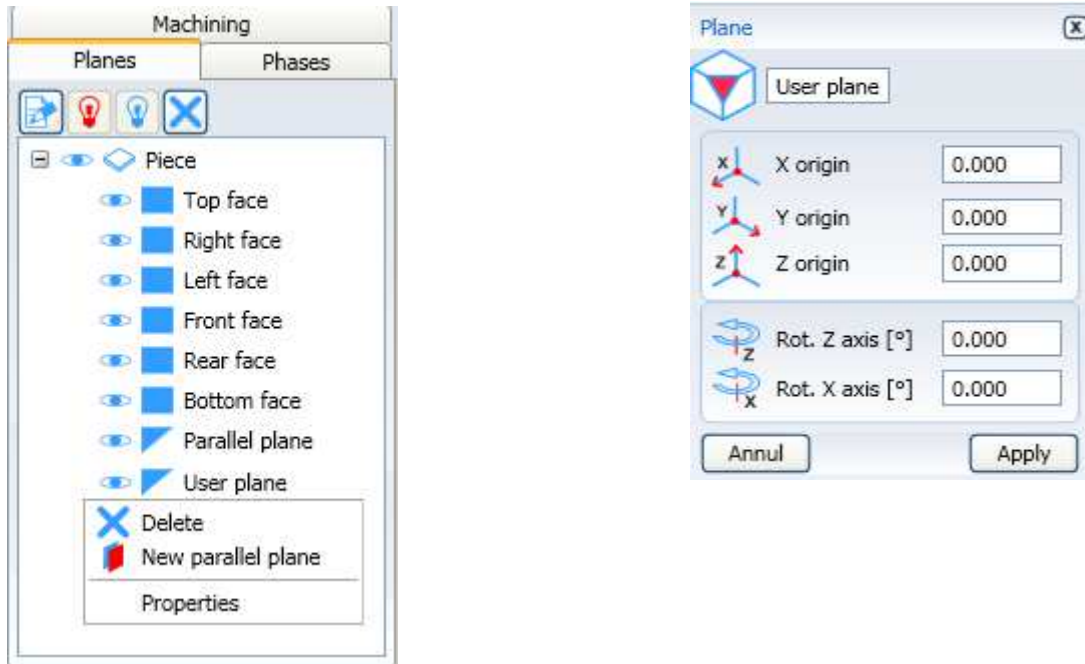 Machining
Planes Phases
Piece
Top face
Right face
Left face
Front face
Rear face
Bottom face
Parallel plane
User plane
Delete
New parallel plane
Properties
Plane x
User plane
X X origin 0.000
Y Y origin 0.000
Z Z origin 0.000
Z Rot. Z axis [°] 0.000
X Rot. X axis [°] 0.000
Annul Apply